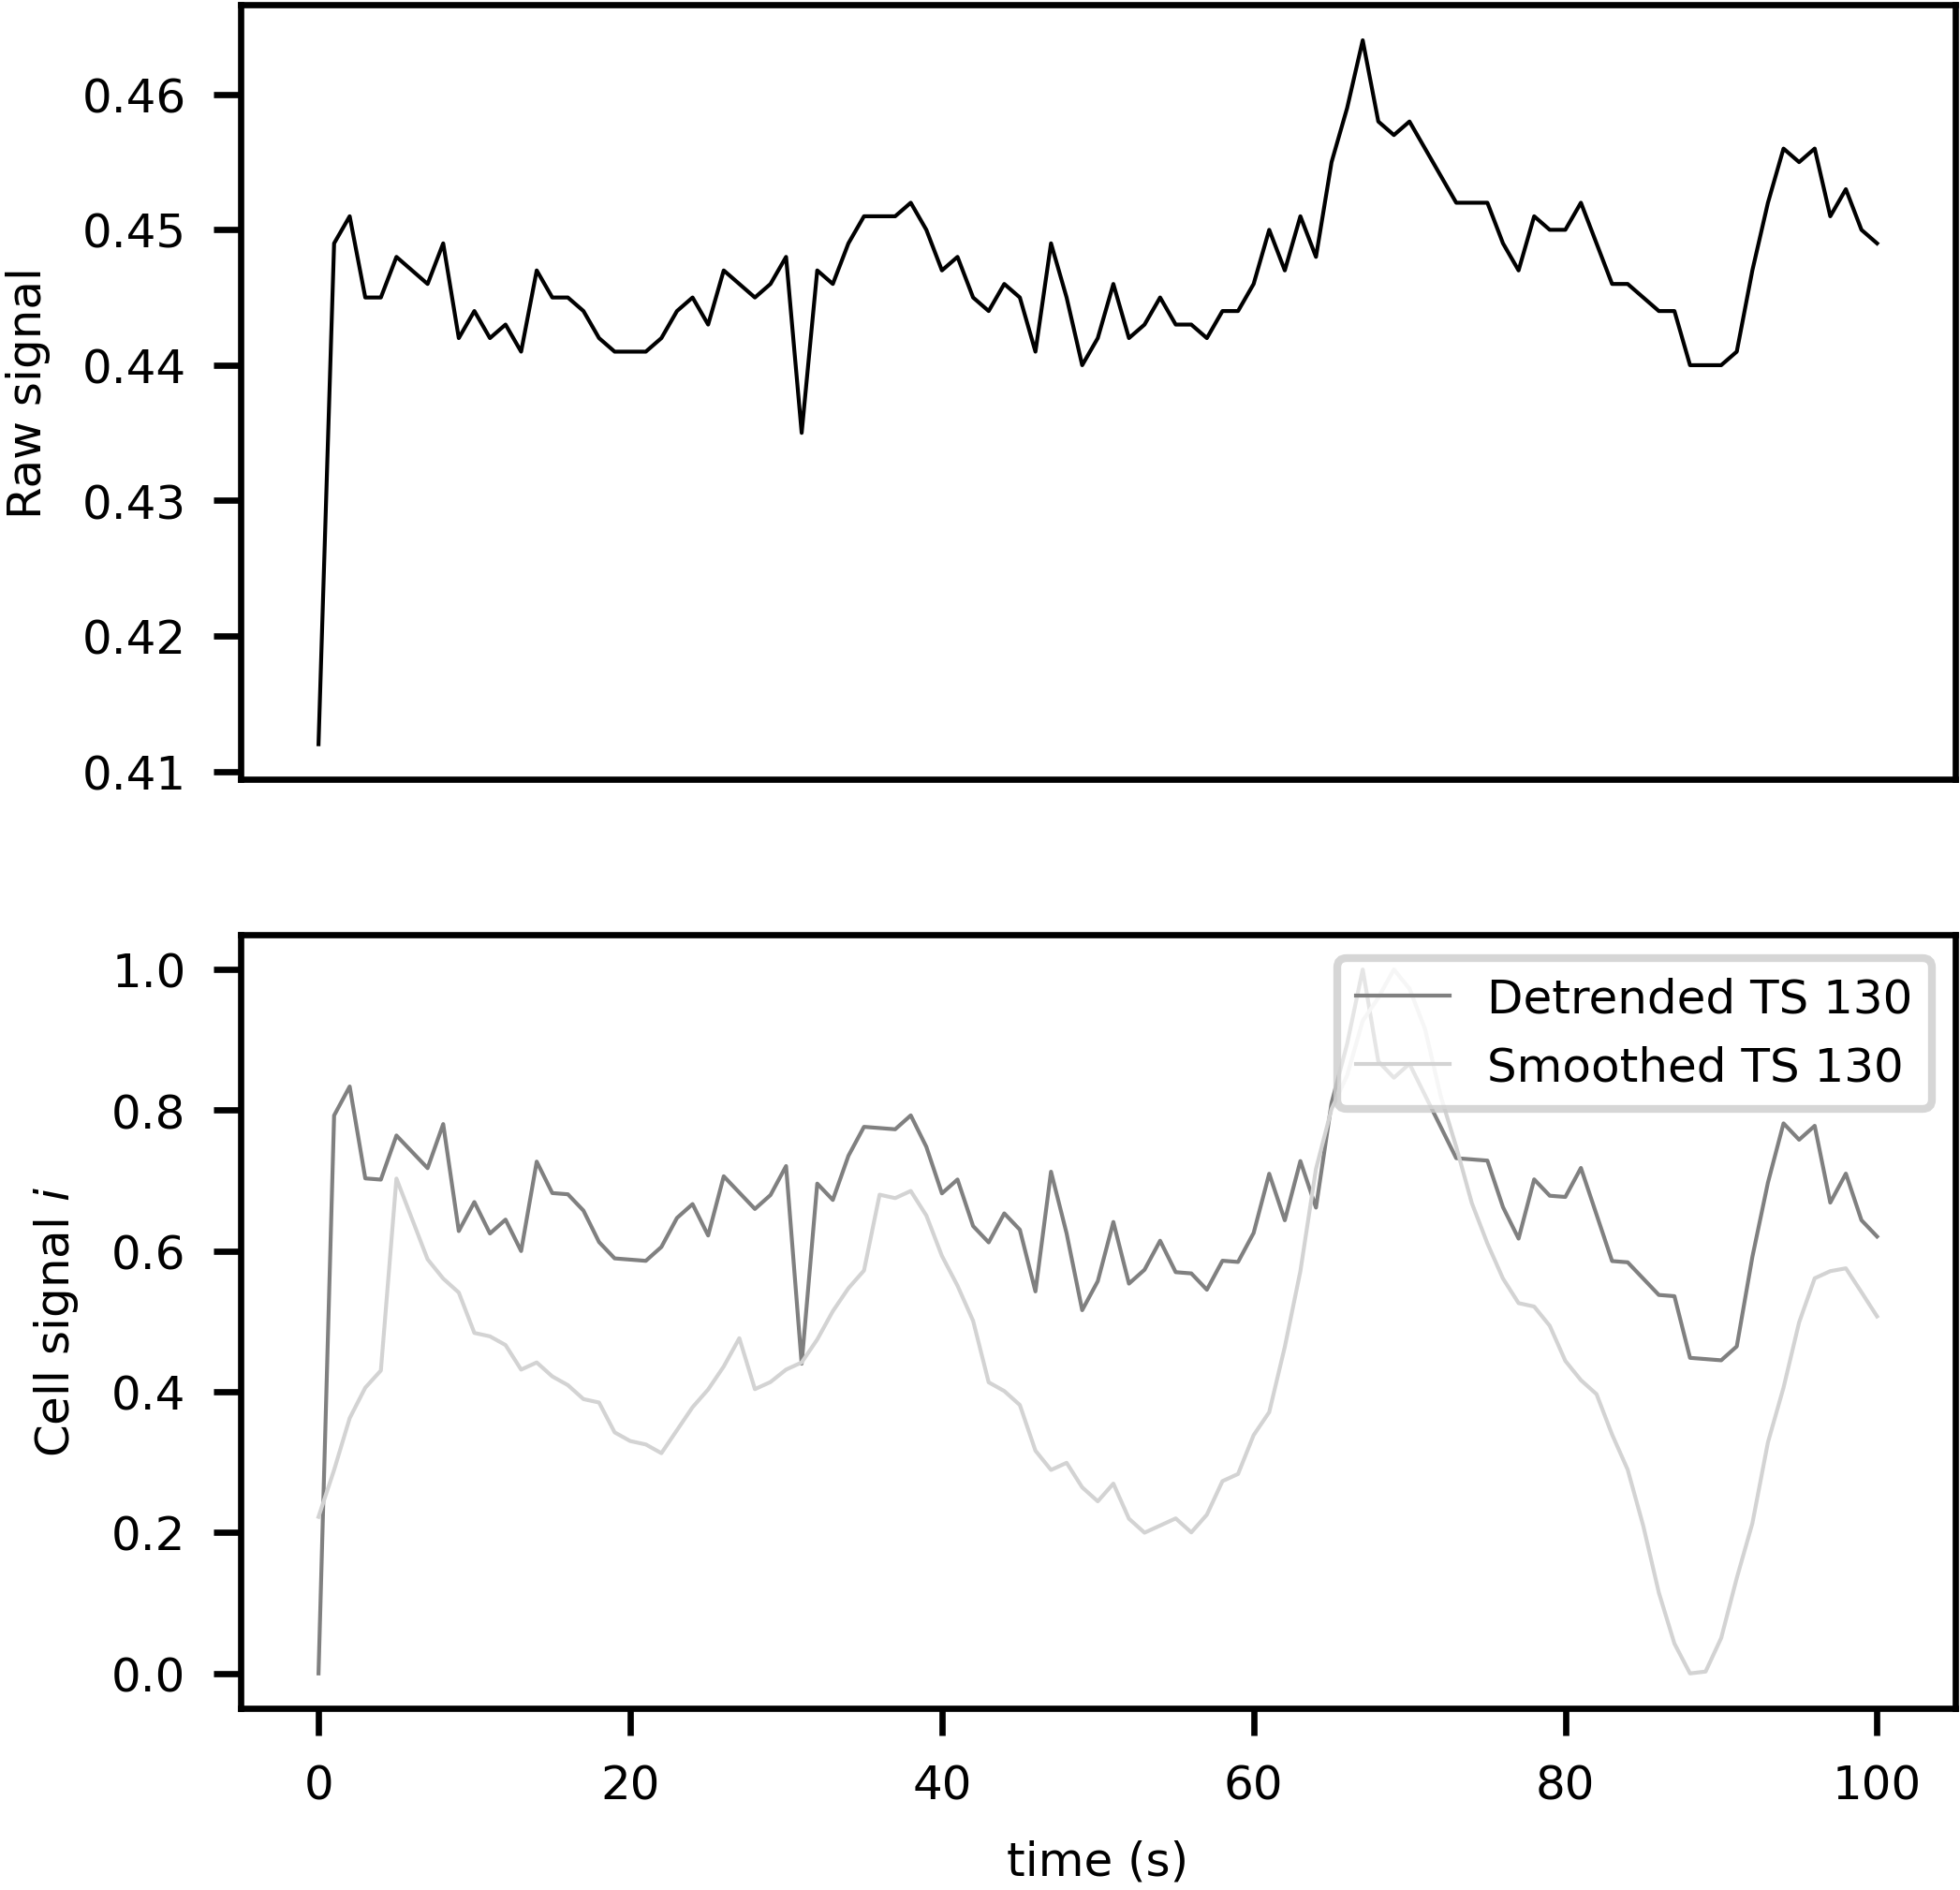 Raw signal
0.46
0.45
0.44
0.43
0.42
0.41
Cell signal i
1.0
0.8
0.6
0.4
0.2
0.0
Detrended TS 130
Smoothed TS 130
0 20 40 60 80 100
time (s)